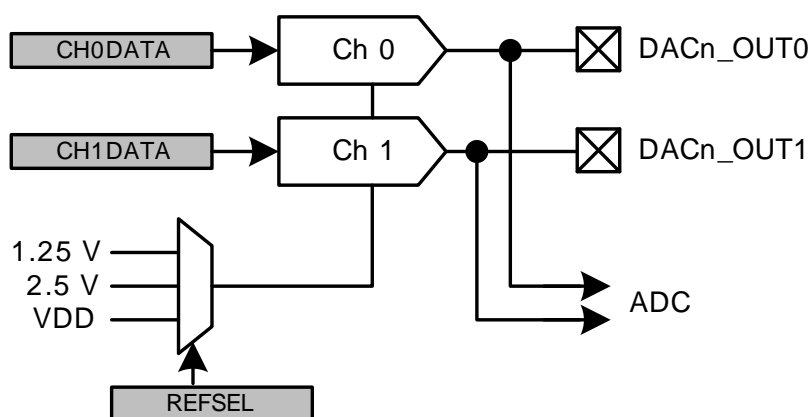 CH0DATA
Ch 0
DACn_OUT0
CH1DATA
Ch 1
DACn_OUT1
1.25 V
2.5 V
VDD
ADC
REFSEL